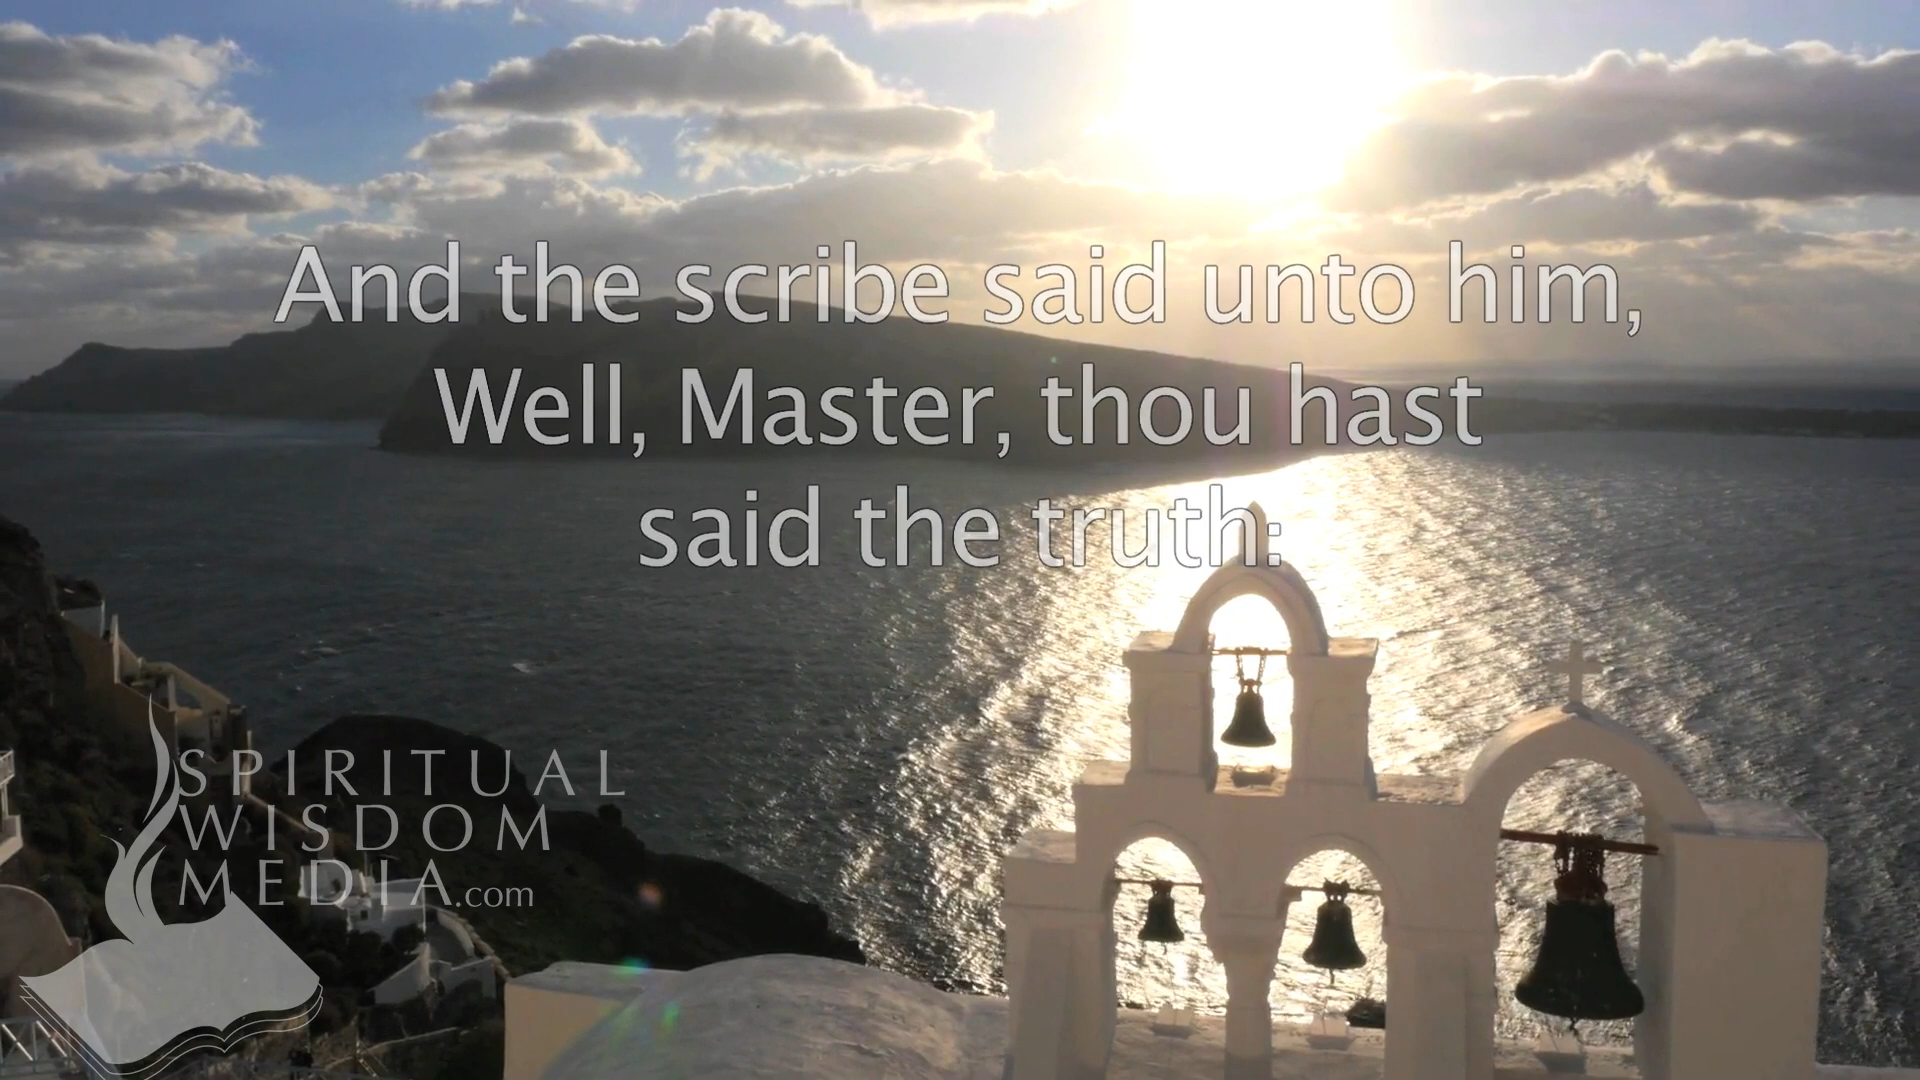 And the scribe said unto him,
Well, Master, thou hast
said the truth:
SPIRITUAL
WISDOM
MEDIA.com